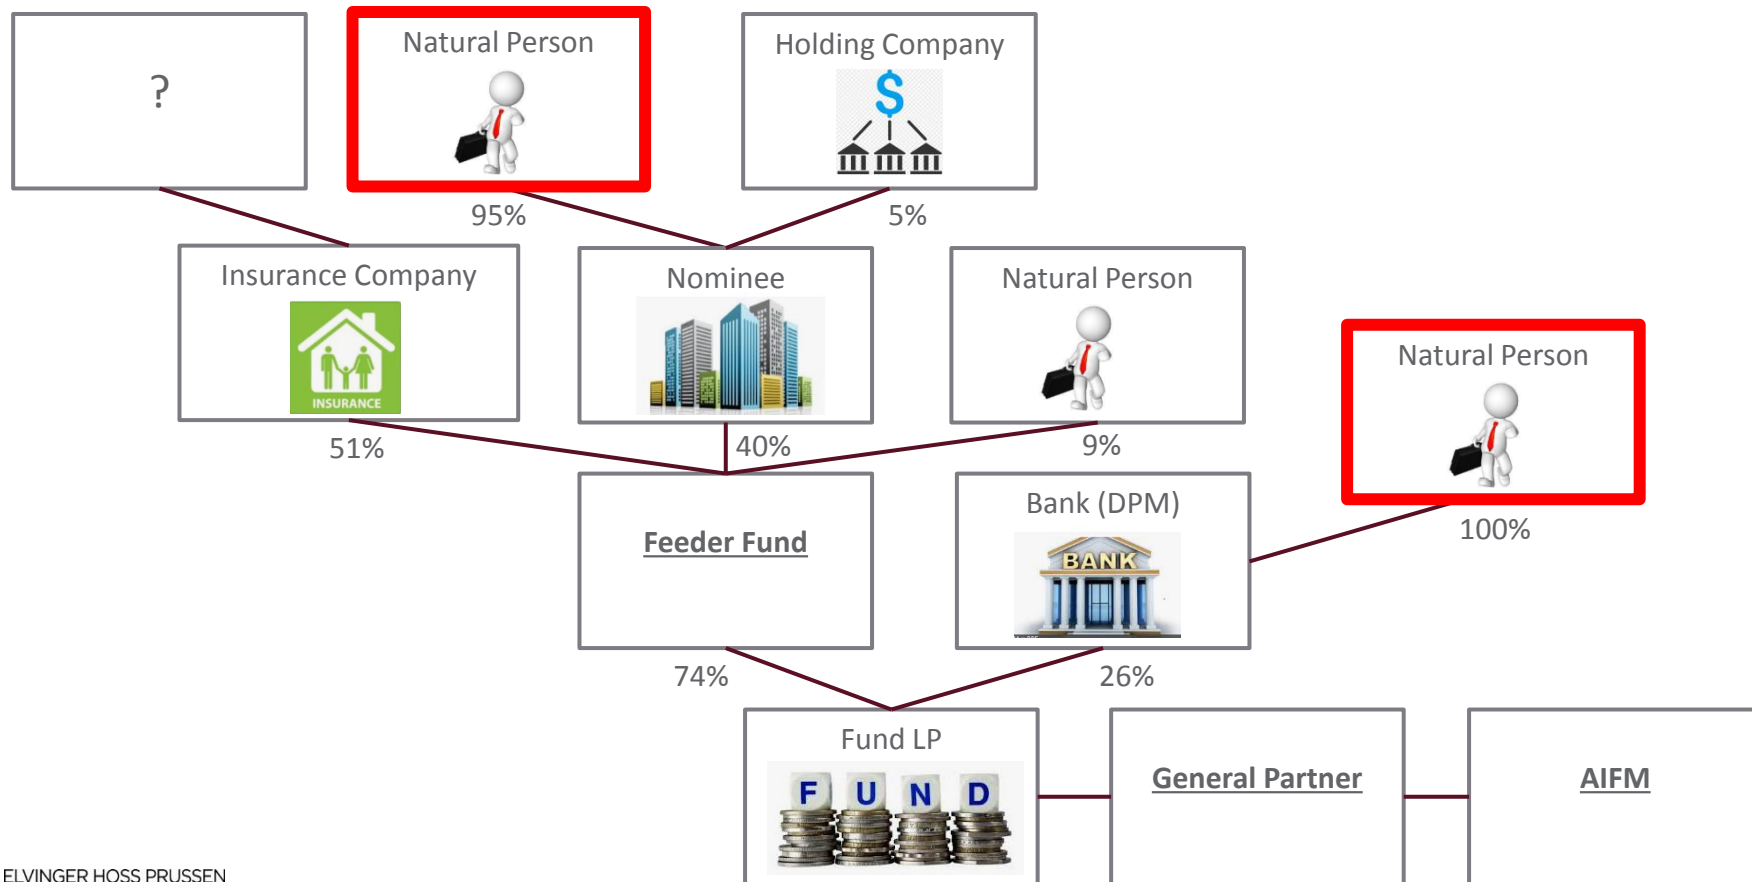 ?
Natural Person
Holding Company
$
95%
5%
Insurance Company
INSURANCE
Nominee
Natural Person
Natural Person
51%
40%
9%
100%
Feeder Fund
Bank (DPM)
BANK
74%
26%
Fund LP
F U N D
General Partner
AIFM
ELVINGER HOSS PRUSSEN